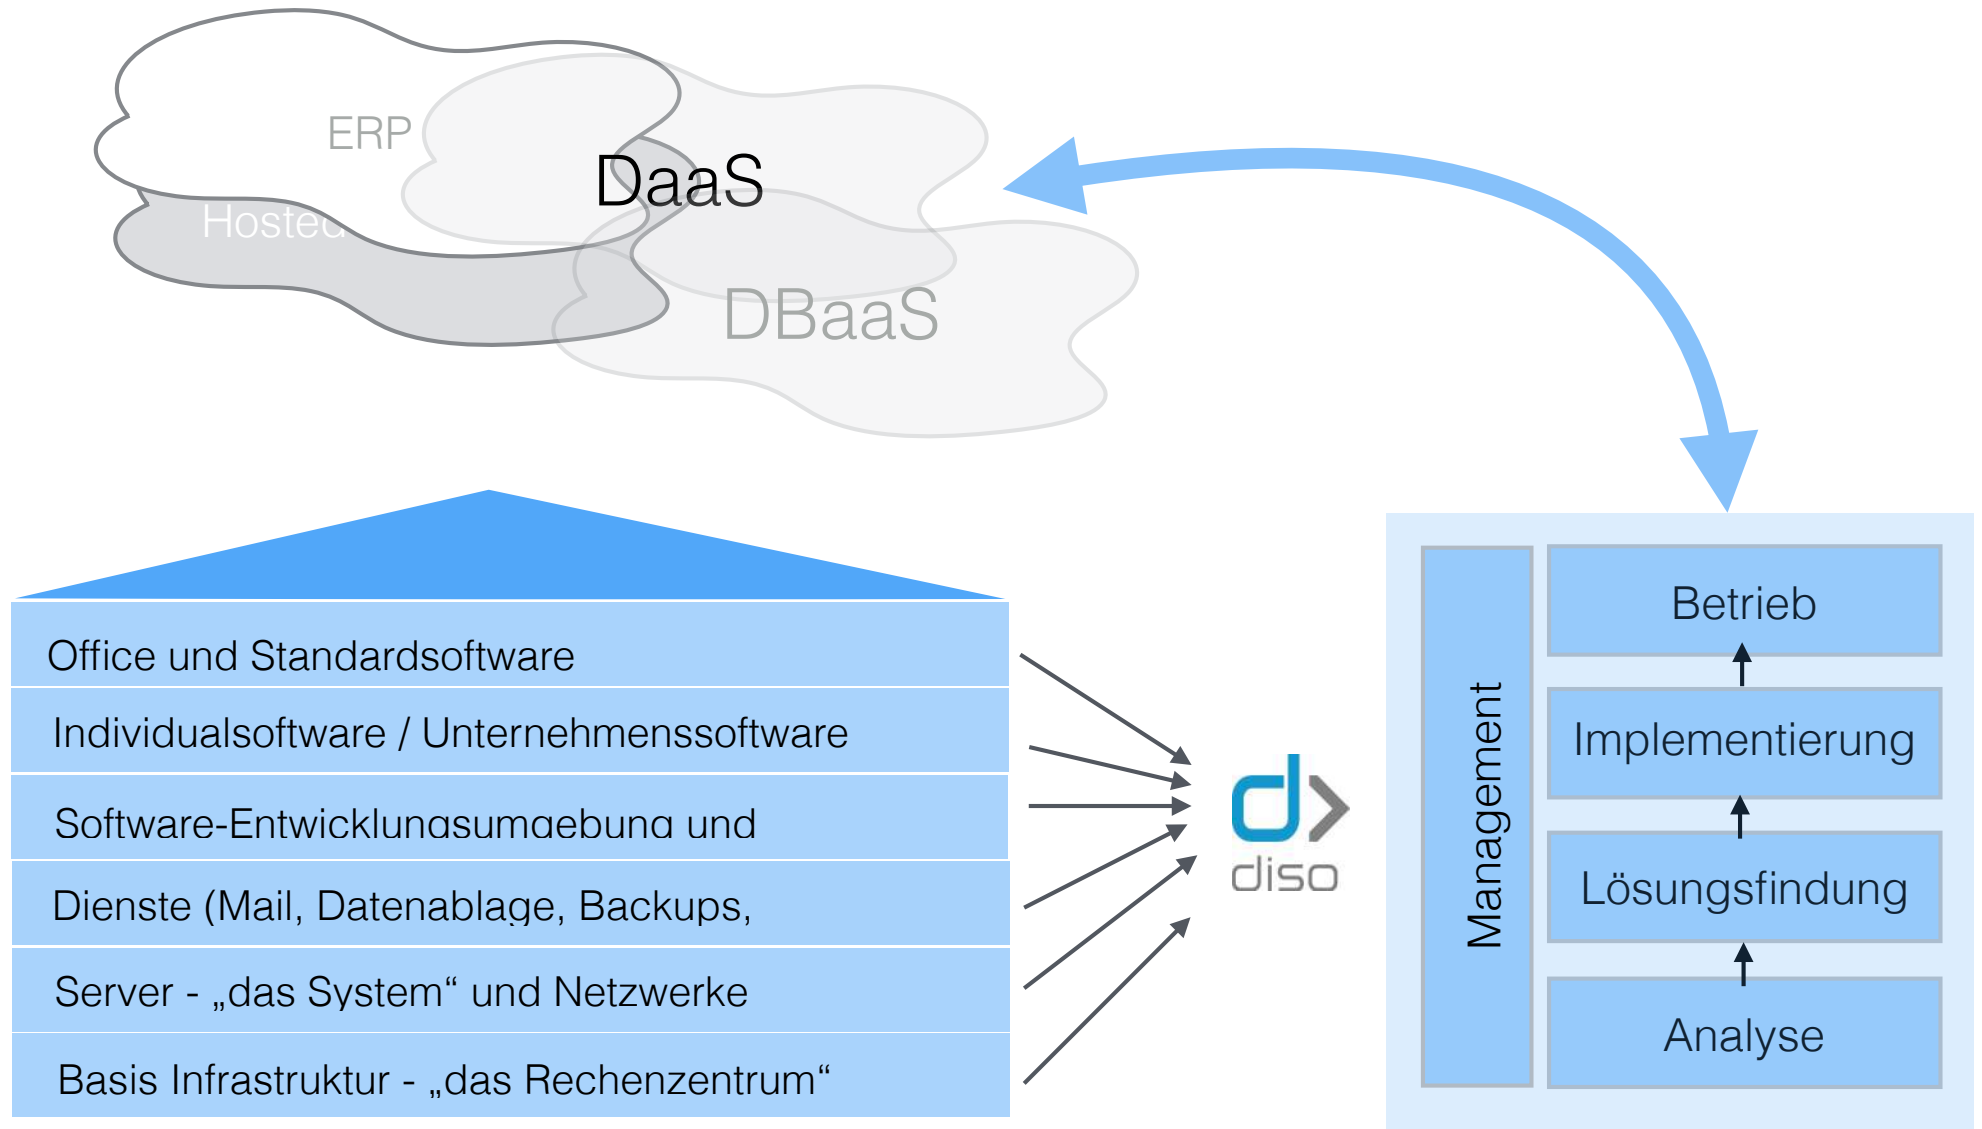 ERP
DaaS
Hosted
DBaaS
Office und Standardsoftware
Individualsoftware / Unternehmenssoftware
Software-Entwicklungsumgebung und
Dienste (Mail, Datenablage, Backups,
Server - „das System“ und Netzwerke
Basis Infrastruktur - „das Rechenzentrum“
d>
diso
Management
Betrieb
Implementierung
Lösungsfindung
Analyse